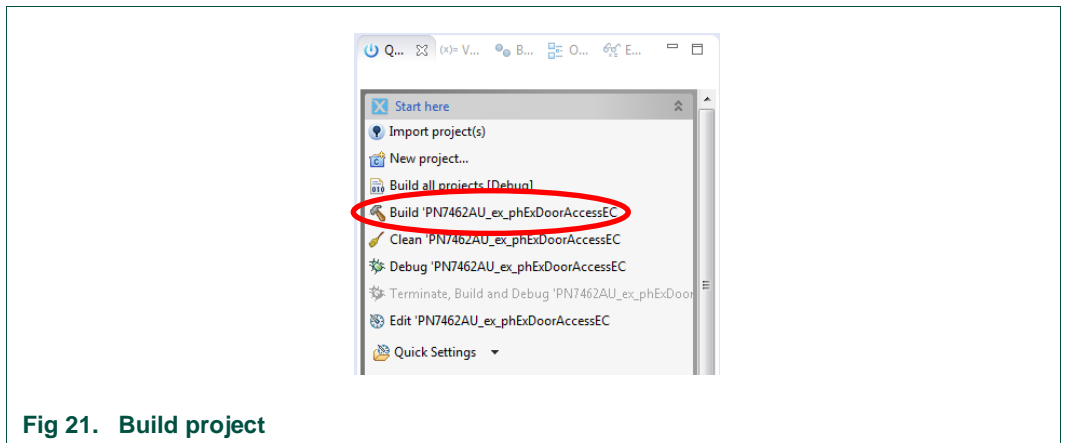 Q... (x)= V... B... O... E...
Start here
Import project(s)
New project...
Build all projects [Debug]
Build 'PN7462AU_ex_phExDoorAccessEC
Clean 'PN7462AU_ex_phExDoorAccessEC
Debug 'PN7462AU_ex_phExDoorAccessEC
Terminate, Build and Debug 'PN7462AU_ex_phExDoor
Edit 'PN7462AU_ex_phExDoorAccessEC
Quick Settings
Fig 21. Build project